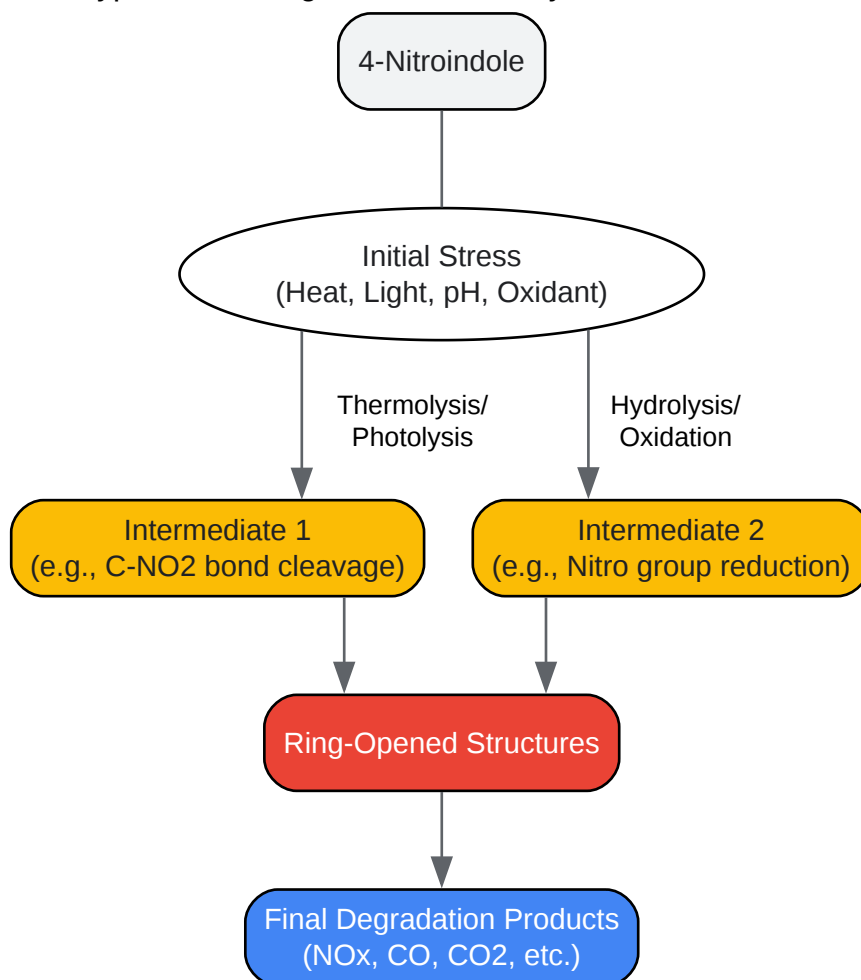 4-Nitroindole
Initial Stress
(Heat, Light, pH, Oxidant)
Thermolysis/
Photolysis
Hydrolysis/
Oxidation
Intermediate 1
(e.g., C-NO2 bond cleavage)
Intermediate 2
(e.g., Nitro group reduction)
Ring-Opened Structures
Final Degradation Products
(NOx, CO, CO2, etc.)